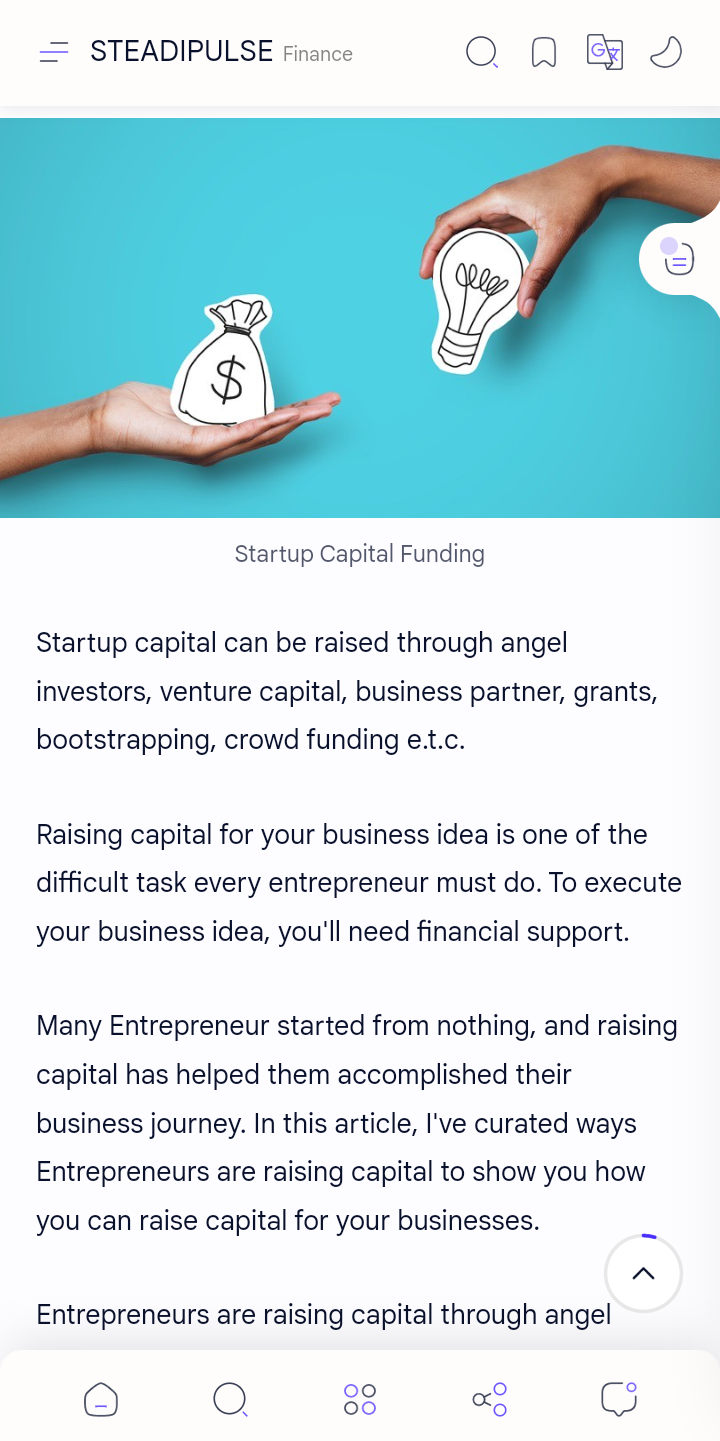 STEADIPULSE Finance
$
Startup Capital Funding
Startup capital can be raised through angel
investors, venture capital, business partner, grants,
bootstrapping, crowd funding e.t.c.
Raising capital for your business idea is one of the
difficult task every entrepreneur must do. To execute
your business idea, you'll need financial support.
Many Entrepreneur started from nothing, and raising
capital has helped them accomplished their
business journey. In this article, I've curated ways
Entrepreneurs are raising capital to show you how
you can raise capital for your businesses.
Entrepreneurs are raising capital through angel